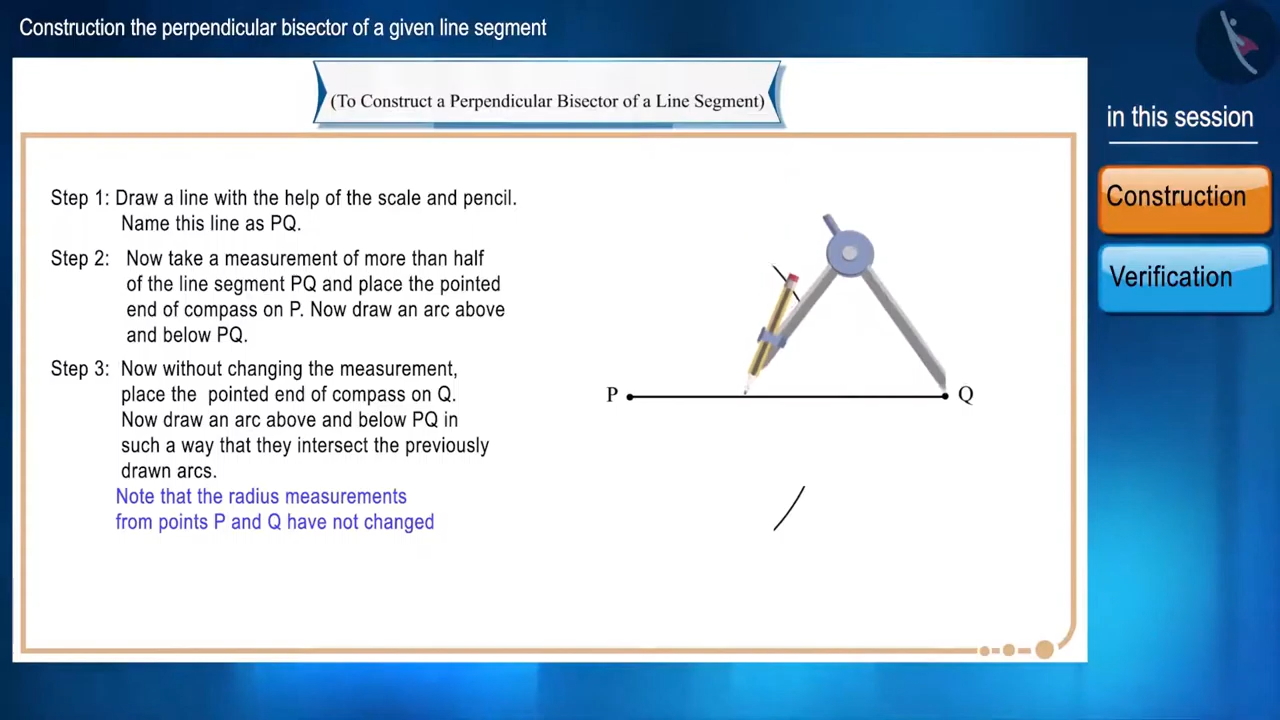 Construction the perpendicular bisector of a given line segment
(To Construct a Perpendicular Bisector of a Line Segment)
in this session
Construction
Verification
Step 1: Draw a line with the help of the scale and pencil.
Name this line as PQ.
Step 2: Now take a measurement of more than half
of the line segment PQ and place the pointed
end of compass on P. Now draw an arc above
and below PQ.
Step 3: Now without changing the measurement,
place the pointed end of compass on Q.
Now draw an arc above and below PQ in
such a way that they intersect the previously
drawn arcs.
Note that the radius measurements
from points P and Q have not changed
P
Q